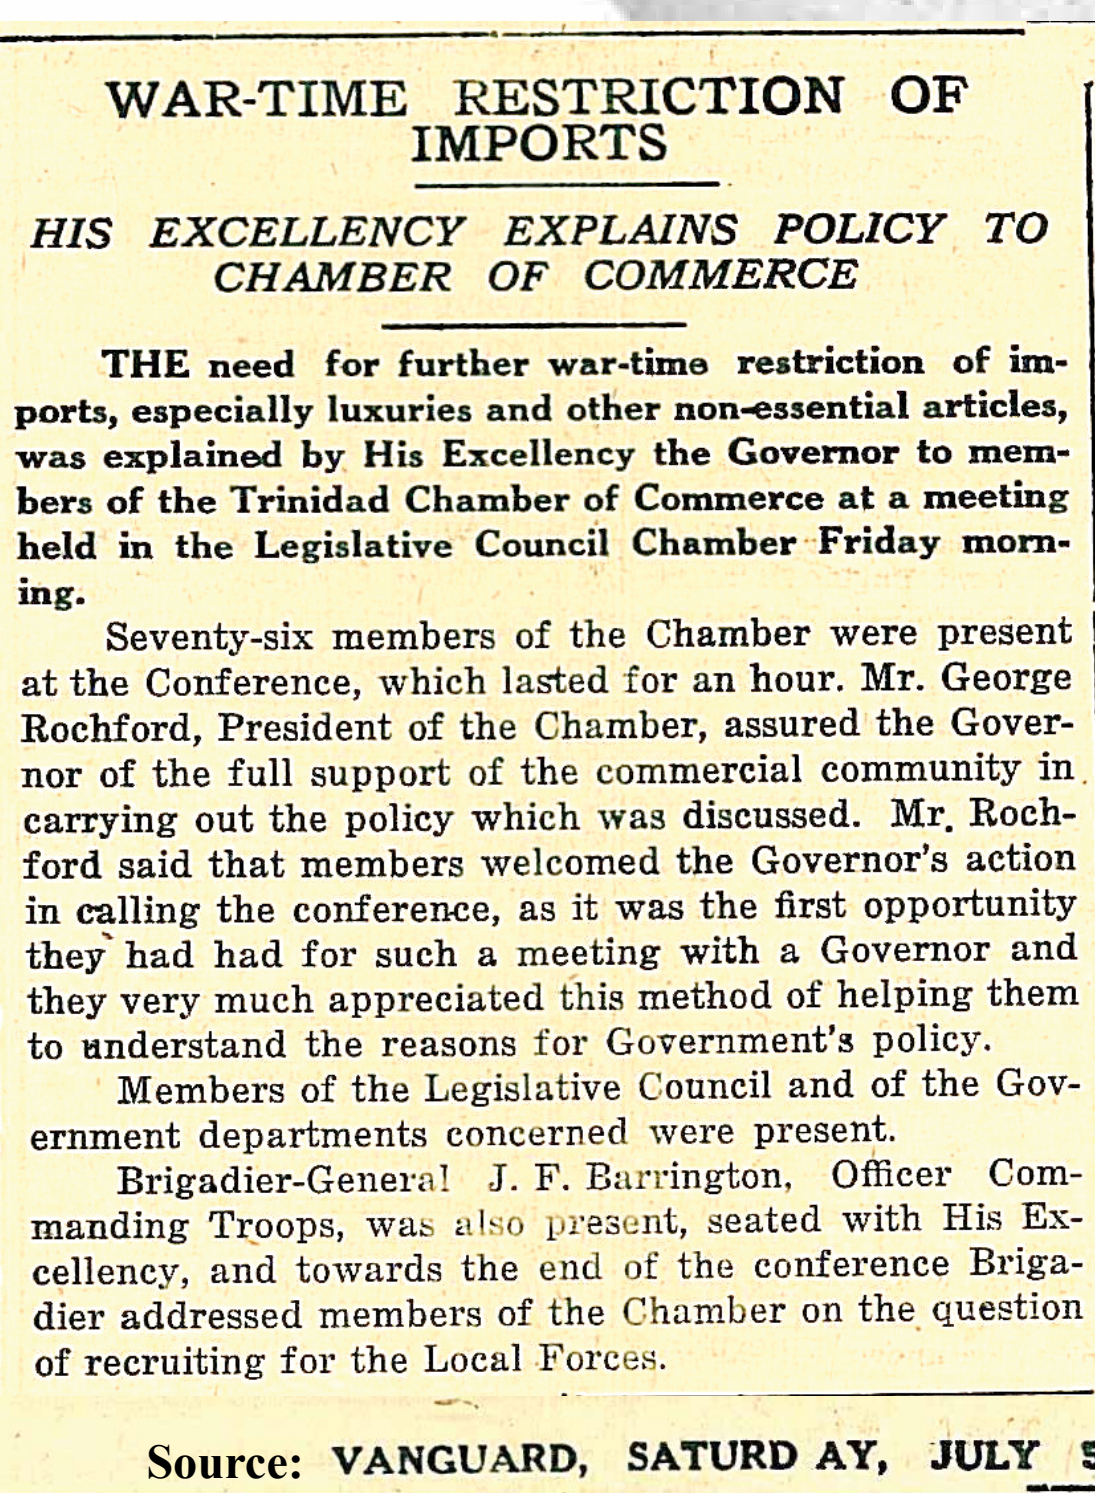 WAR-TIME RESTRICTION OF
IMPORTS
HIS EXCELLENCY EXPLAINS POLICY TO
CHAMBER OF COMMERCE
THE need for further war-time restriction of im-
ports, especially luxuries and other non-essential articles,
was explained by His Excellency the Governor to mem-
bers of the Trinidad Chamber of Commerce at a meeting
held in the Legislative Council Chamber Friday morn-
ing.
Seventy-six members of the Chamber were present
at the Conference, which lasted for an hour. Mr. George
Rochford, President of the Chamber, assured the Gover-
nor of the full support of the commercial community in
carrying out the policy which was discussed. Mr. Roch-
ford said that members welcomed the Governor's action
in calling the conference, as it was the first opportunity
they had had for such a meeting with a Governor and
they very much appreciated this method of helping them
to understand the reasons for Government's policy.
Members of the Legislative Council and of the Gov-
ernment departments concerned were present.
Brigadier-General J. F. Barrington, Officer Com-
manding Troops, was also present, seated with His Ex-
cellency, and towards the end of the conference Briga-
dier addressed members of the Chamber on the question
of recruiting for the Local Forces.
Source: VANGUARD, SATURD AY, JULY